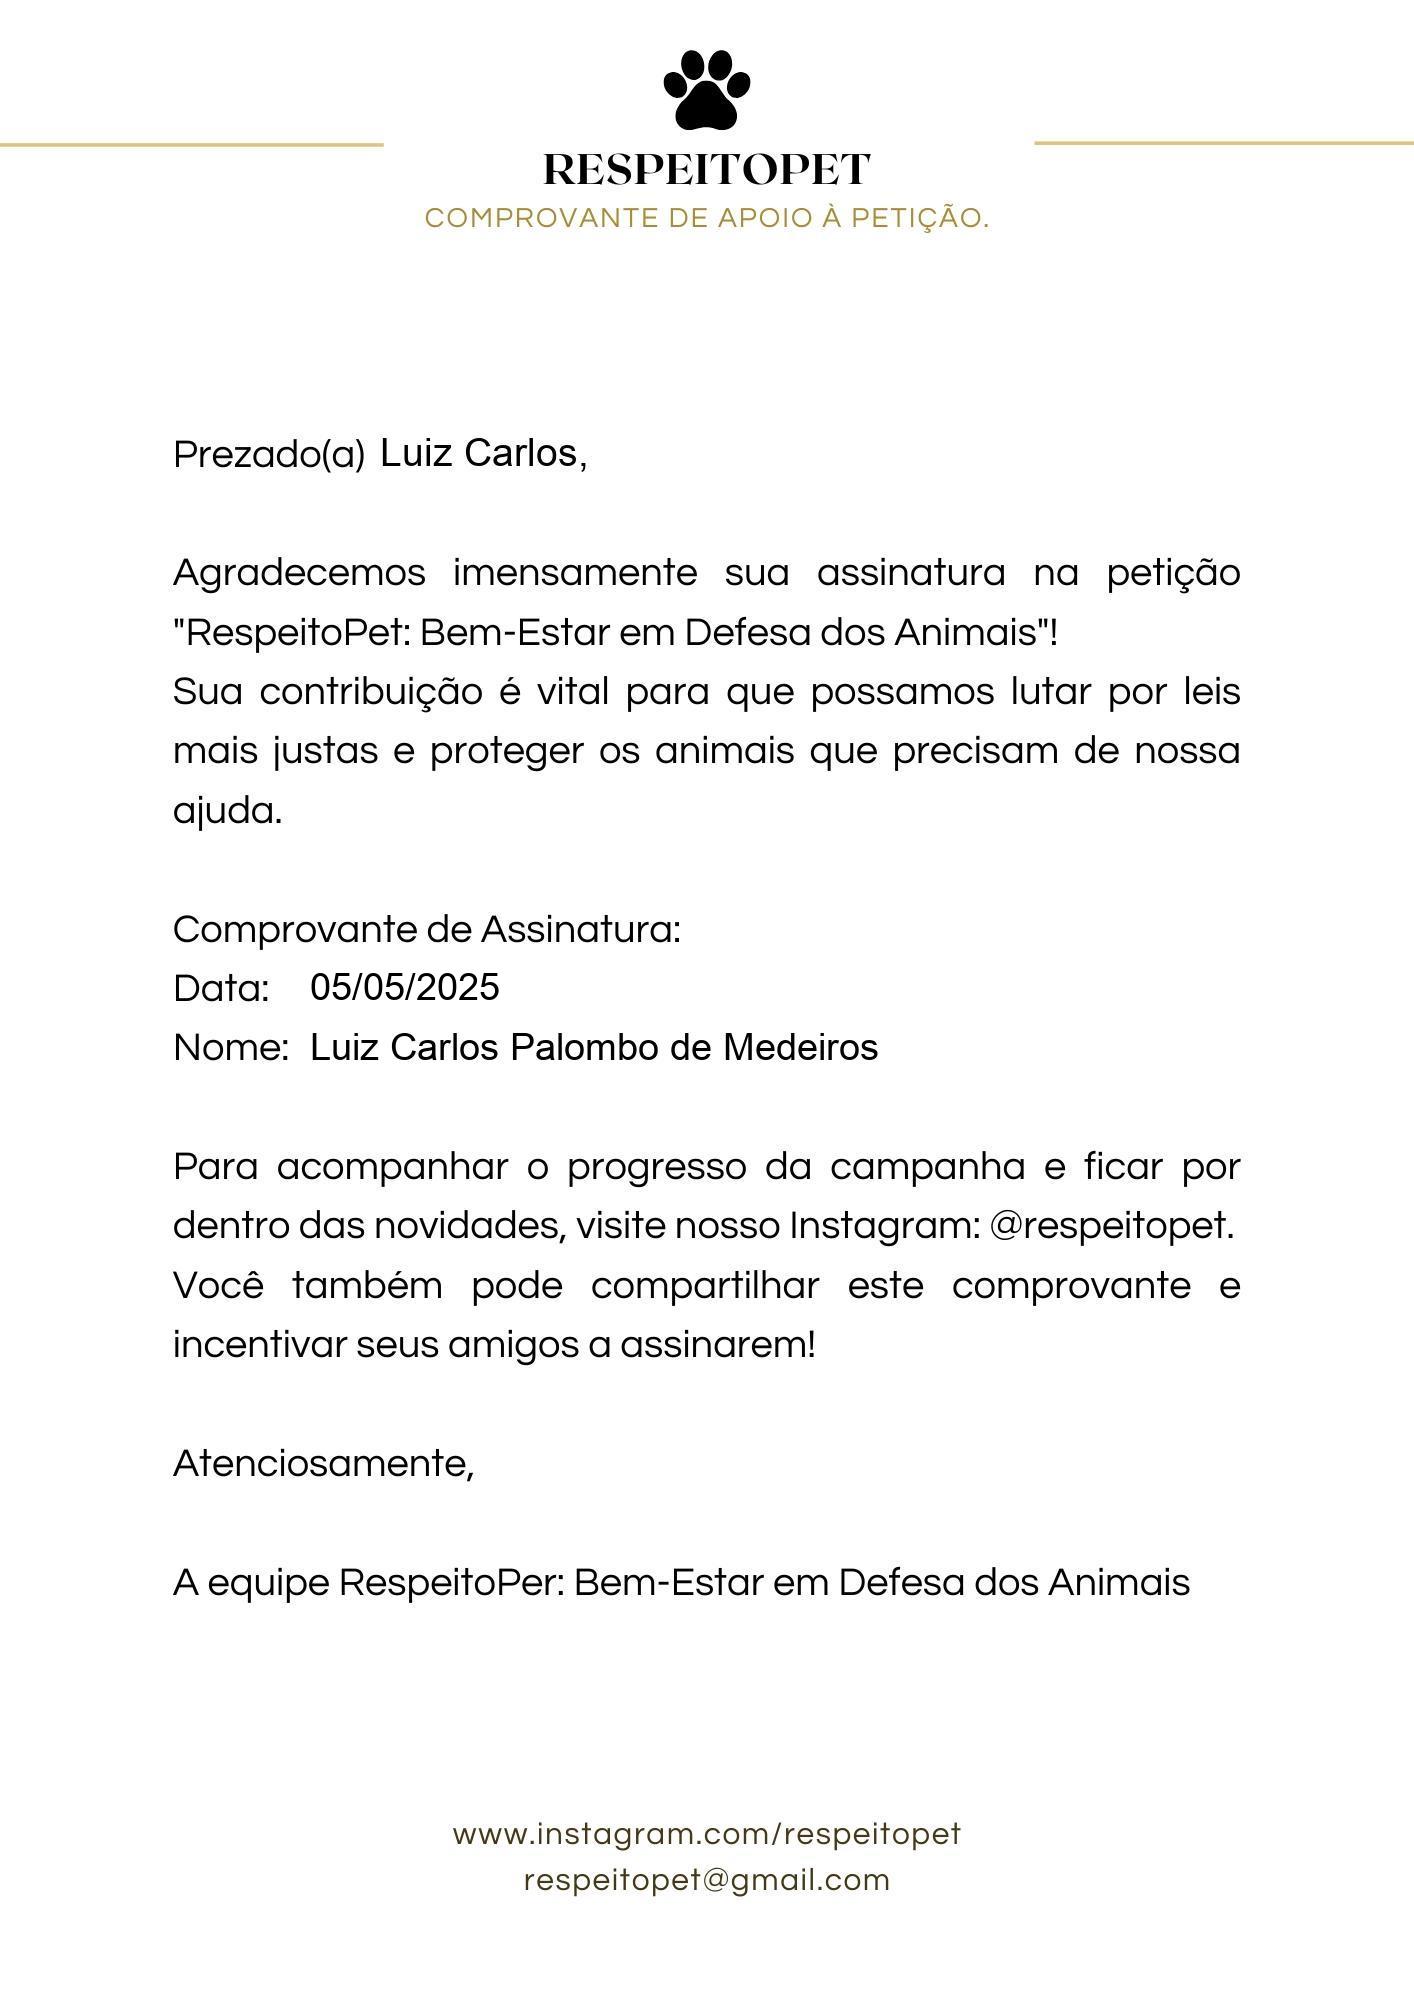 RESPEITOPET
COMPROVANTE DE APOIO À PETIÇÃO.
Prezado(a) Luiz Carlos,
Agradecemos imensamente sua assinatura na petição
"RespeitoPet: Bem-Estar em Defesa dos Animais"!
Sua contribuição é vital para que possamos lutar por leis
mais justas e proteger os animais que precisam de nossa
ajuda.
Comprovante de Assinatura:
Data: 05/05/2025
Nome: Luiz Carlos Palombo de Medeiros
Para acompanhar o progresso da campanha e ficar por
dentro das novidades, visite nosso Instagram: @respeitopet.
Você também pode compartilhar este comprovante e
incentivar seus amigos a assinarem!
Atenciosamente,
A equipe RespeitoPer: Bem-Estar em Defesa dos Animais
www.instagram.com/respeitopet
respeitopet@gmail.com